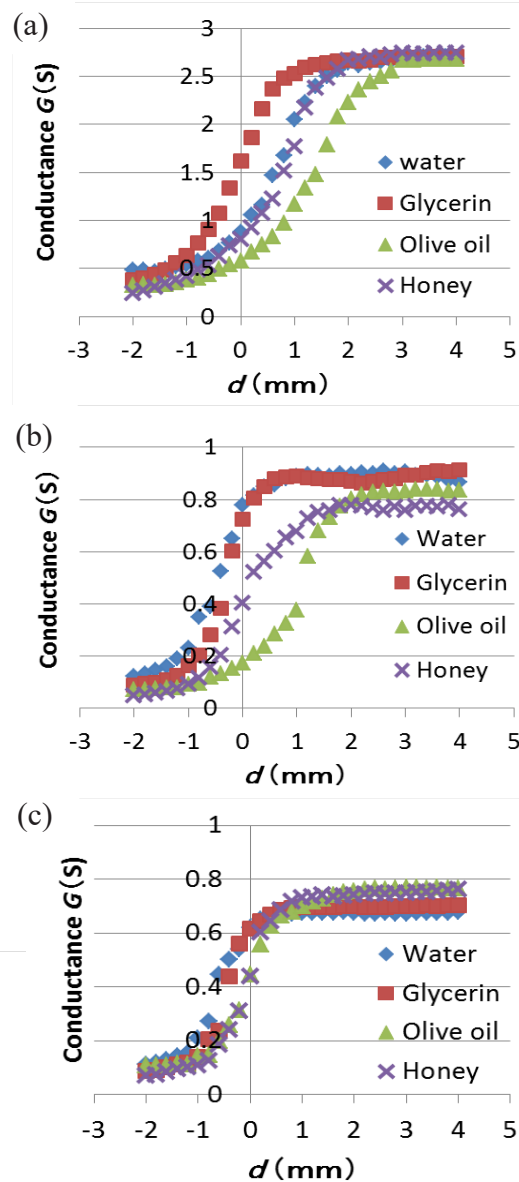 (a)
Conductance G (S)
3
2.5
2
1.5
1
0.5
0
-3 -2 -1 0 1 2 3 4 5
d (mm)
water
Glycerin
Olive oil
Honey
(b)
Conductance G (S)
1
0.8
0.6
0.4
0.2
0
-3 -2 -1 0 1 2 3 4 5
d (mm)
Water
Glycerin
Olive oil
Honey
(c)
Conductance G (S)
1
0.8
0.6
0.4
0.2
0
-3 -2 -1 0 1 2 3 4 5
d (mm)
Water
Glycerin
Olive oil
Honey